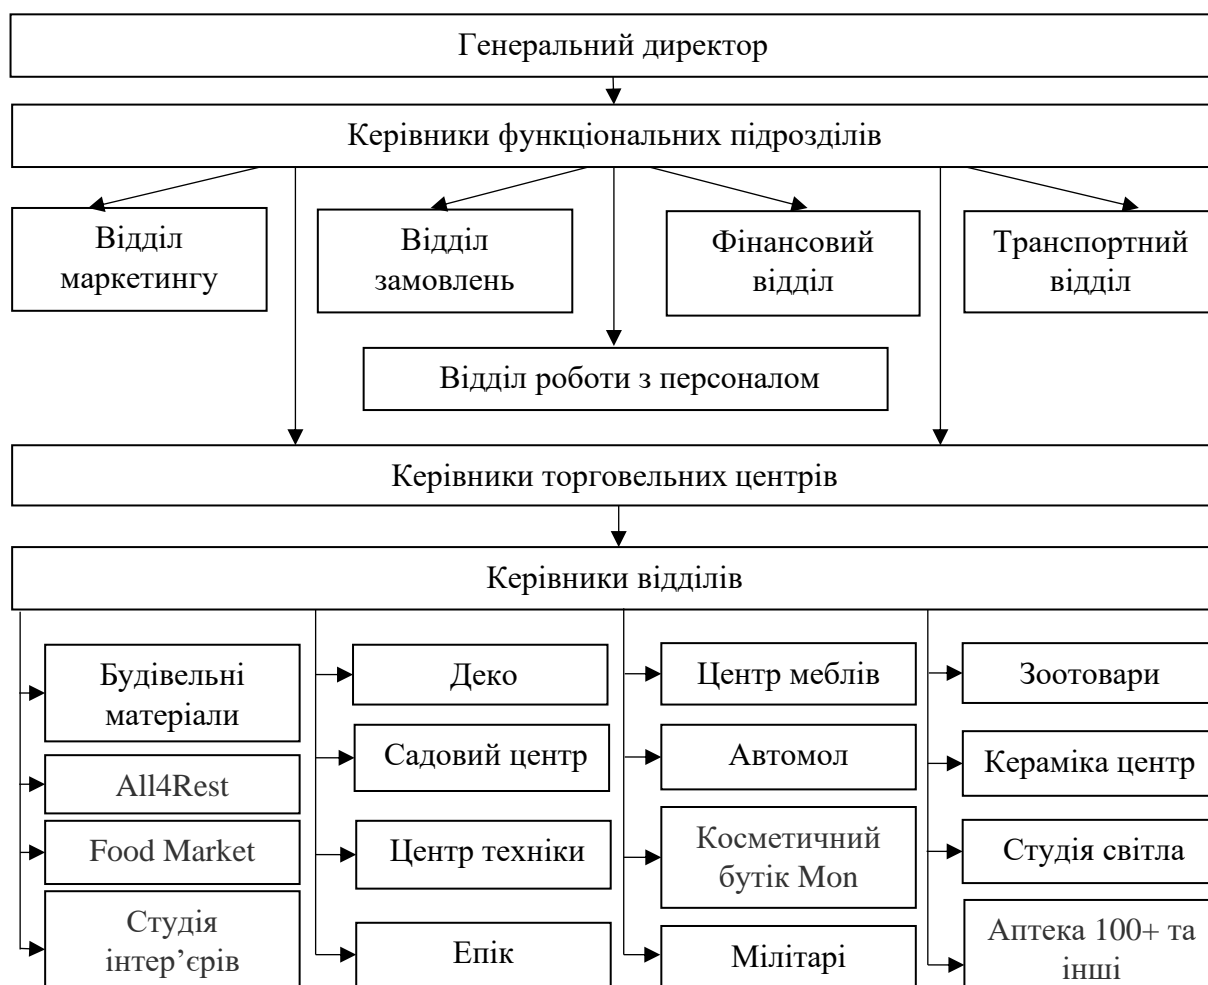 Генеральний директор
Керівники функціональних підрозділів
Відділ
маркетингу
Відділ
замовлень
Фінансовий
відділ
Транспортний
відділ
Відділ роботи з персоналом
Керівники торговельних центрів
Керівники відділів
Будівельні
матеріали
All4Rest
Food Market
Студія
інтер’єрів
Деко
Садовий центр
Центр техніки
Епік
Центр меблів
Автомол
Косметичний
бутік Mon
Мілітарі
Зоотовари
Кераміка центр
Студія світла
Аптека 100+ та
інші